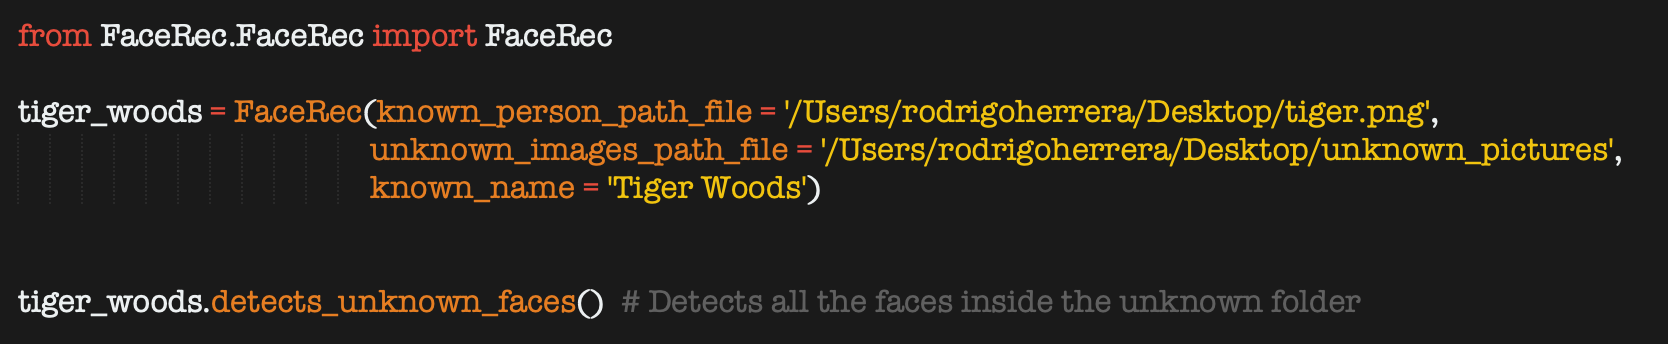 from FaceRec.FaceRec import FaceRec
tiger_woods = FaceRec(known_person_path_file = '/Users/rodrigoherrera/Desktop/tiger.png',
unknown_images_path_file = '/Users/rodrigoherrera/Desktop/unknown_pictures',
known_name = 'Tiger Woods')
tiger_woods.detects_unknown_faces() # Detects all the faces inside the unknown folder